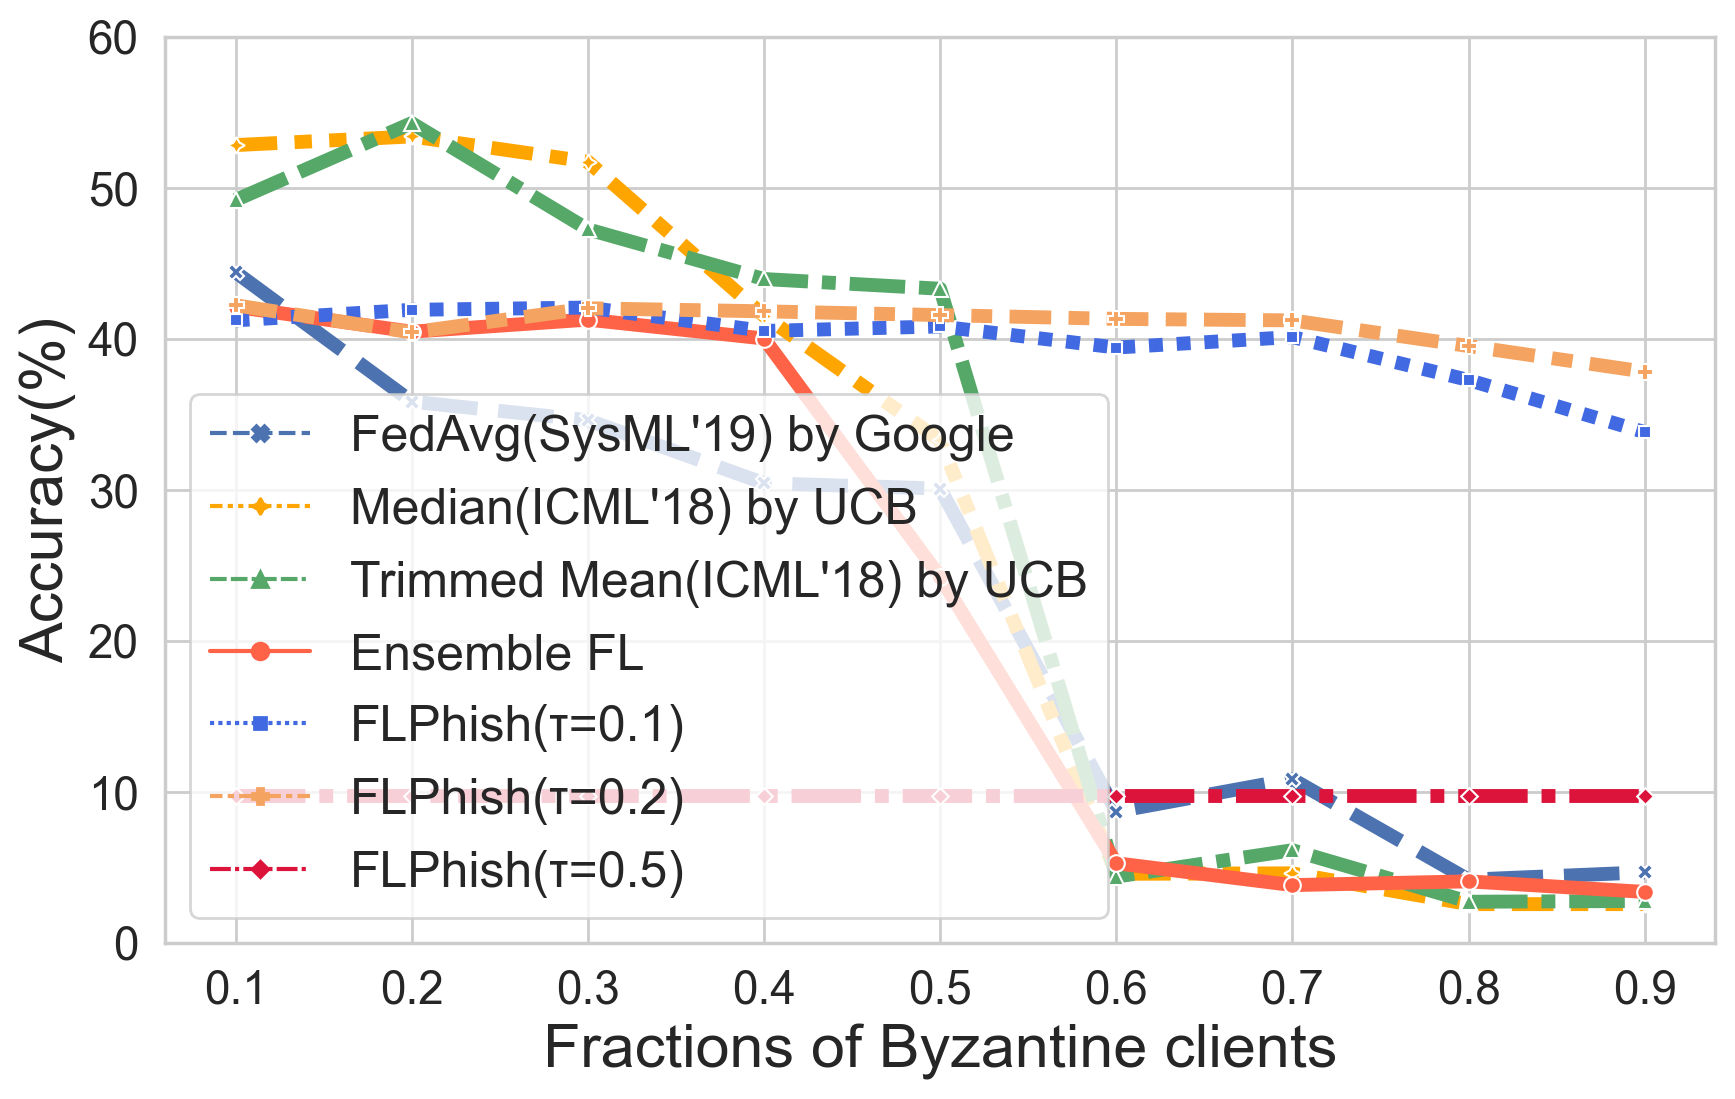 60
50
40
30
20
10
0
Accuracy(%)
FedAvg(SysML'19) by Google
Median(ICML'18) by UCB
Trimmed Mean(ICML'18) by UCB
Ensemble FL
FLPhish(τ=0.1)
FLPhish(τ=0.2)
FLPhish(τ=0.5)
0.1 0.2 0.3 0.4 0.5 0.6 0.7 0.8 0.9
Fractions of Byzantine clients